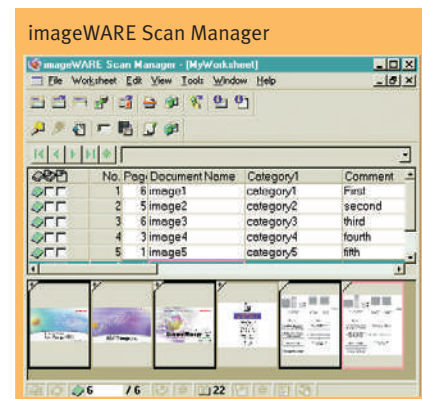 imageWARE Scan Manager
imageWARE Scan Manager - [MyWorksheet]
File Worksheet Edit View Tools Window Help
No. Page Document Name Category1 Comment
1 6 image1 category1 First
2 5 image2 category2 second
3 6 image3 category3 third
4 3 image4 category4 fourth
5 1 image5 category5 fifth
6 / 6 22